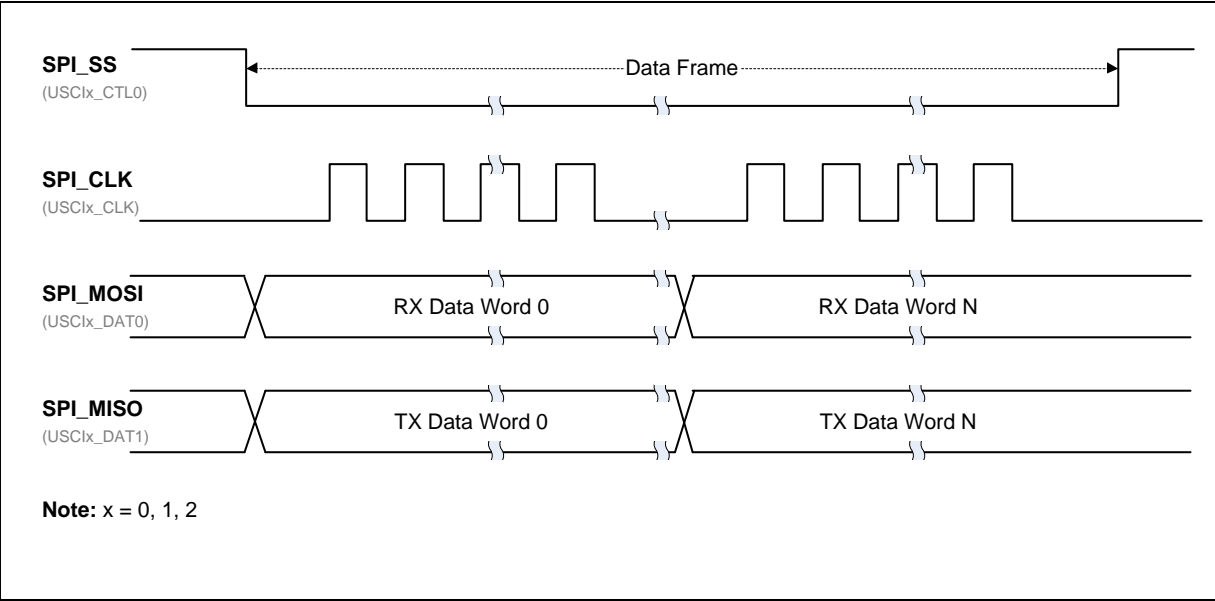 SPI_SS
(USCIx_CTL0)
Data Frame
SPI_CLK
(USCIx_CLK)
SPI_MOSI
(USCIx_DAT0)
RX Data Word 0
RX Data Word N
SPI_MISO
(USCIx_DAT1)
TX Data Word 0
TX Data Word N
Note: x = 0, 1, 2